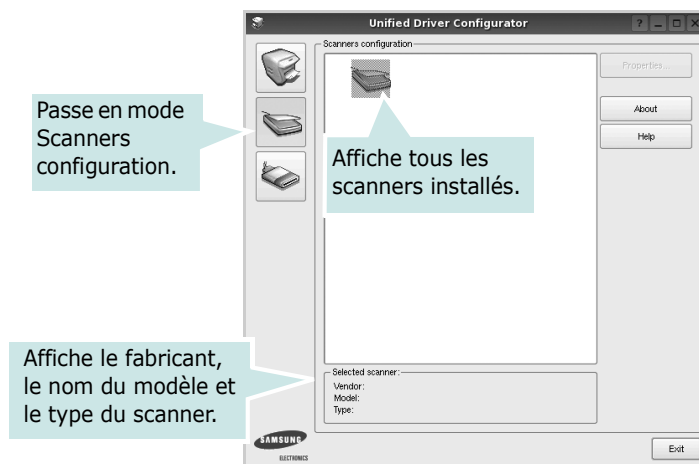 Unified Driver Configurator
Scanners configuration
Properties...
About
Help
Passe en mode
Scanners
configuration.
Affiche tous les
scanners installés.
Affiche le fabricant,
le nom du modèle et
le type du scanner.
Selected scanner:
Vendor:
Model:
Type:
SAMSUNG
ELECTRONICS
Exit